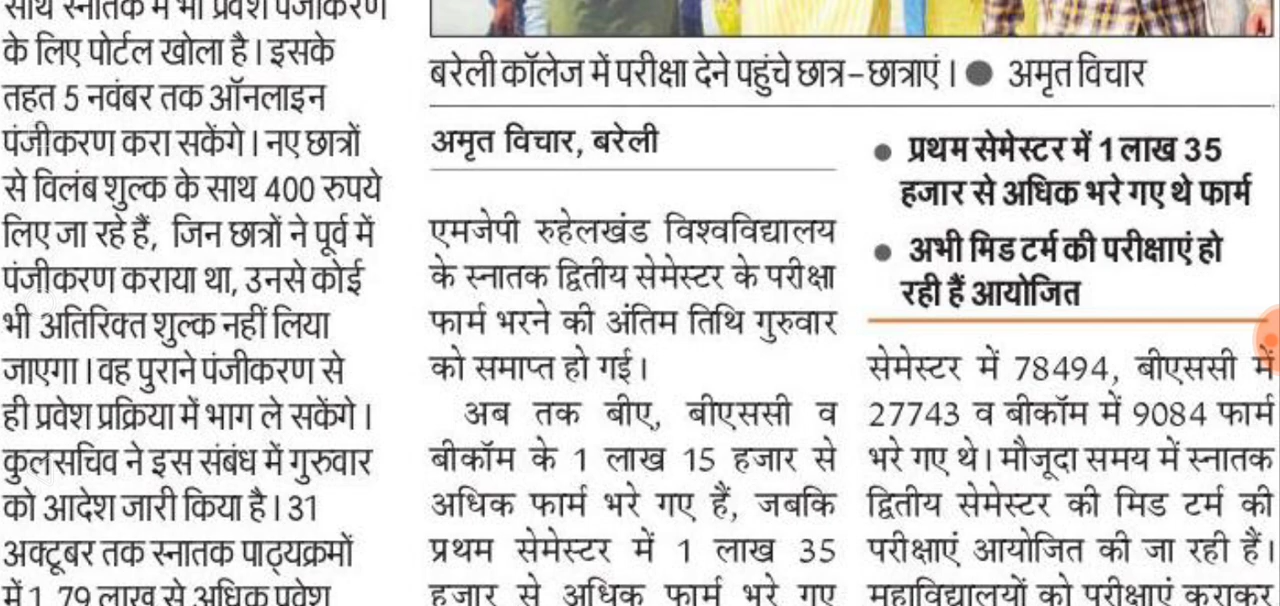 साथ स्नातक में भी प्रवेश पंजीकरण
के लिए पोर्टल खोला है। इसके
तहत 5 नवंबर तक ऑनलाइन
पंजीकरण करा सकेंगे। नए छात्रों
से विलंब शुल्क के साथ 400 रुपये
लिए जा रहे हैं, जिन छात्रों ने पूर्व में
पंजीकरण कराया था, उनसे कोई
भी अतिरिक्त शुल्क नहीं लिया
जाएगा। वह पुराने पंजीकरण से
ही प्रवेश प्रक्रिया में भाग ले सकेंगे।
कुलसचिव ने इस संबंध में गुरुवार
को आदेश जारी किया है। 31
अक्टूबर तक स्नातक पाठ्यक्रमों
में 1.79 लाख से अधिक प्रवेश
बरेली कॉलेज में परीक्षा देने पहुंचे छात्र-छात्राएं। ● अमृत विचार
अमृत विचार, बरेली
एमजेपी रुहेलखंड विश्वविद्यालय
के स्नातक द्वितीय सेमेस्टर के परीक्षा
फार्म भरने की अंतिम तिथि गुरुवार
को समाप्त हो गई।
अब तक बीए, बीएससी व
बीकॉम के 1 लाख 15 हजार से
अधिक फार्म भरे गए हैं, जबकि
प्रथम सेमेस्टर में 1 लाख 35
हजार से अधिक फार्म भरे गए
● प्रथम सेमेस्टर में 1 लाख 35
हजार से अधिक भरे गए थे फार्म
● अभी मिड टर्म की परीक्षाएं हो
रही हैं आयोजित
सेमेस्टर में 78494, बीएससी में
27743 व बीकॉम में 9084 फार्म
भरे गए थे। मौजूदा समय में स्नातक
द्वितीय सेमेस्टर की मिड टर्म की
परीक्षाएं आयोजित की जा रही हैं।
महाविद्यालयों को परीक्षाएं कराकर